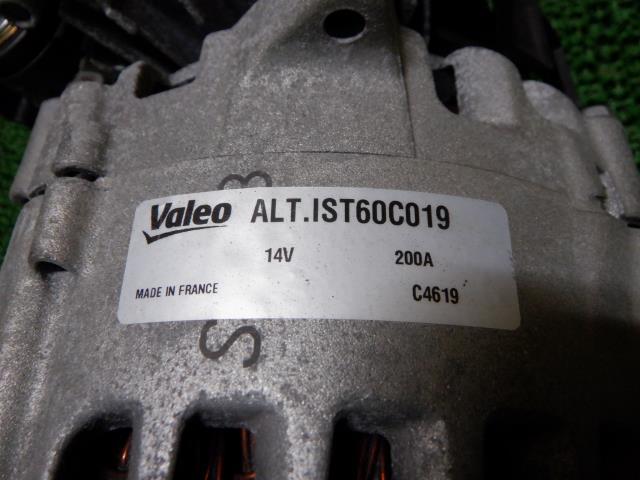 Valeo ALT.IST60C019
14V 200A
MADE IN FRANCE C4619